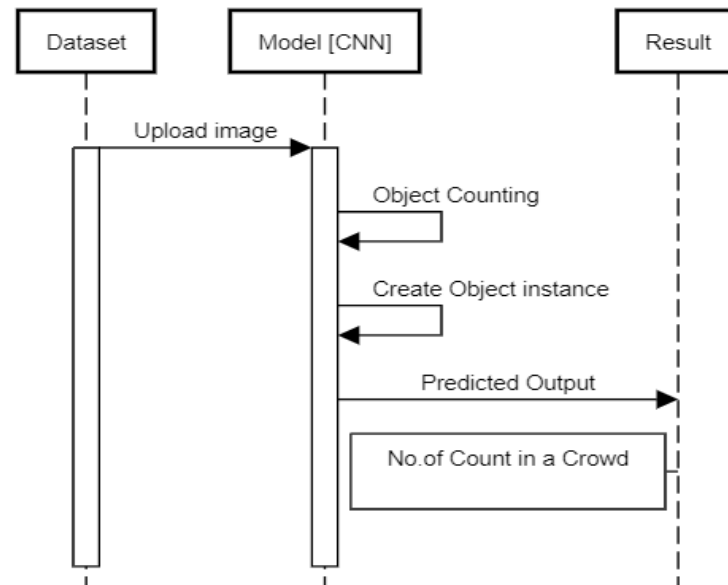 Dataset
Model [CNN]
Result
Upload image
Object Counting
Create Object instance
Predicted Output
No.of Count in a Crowd